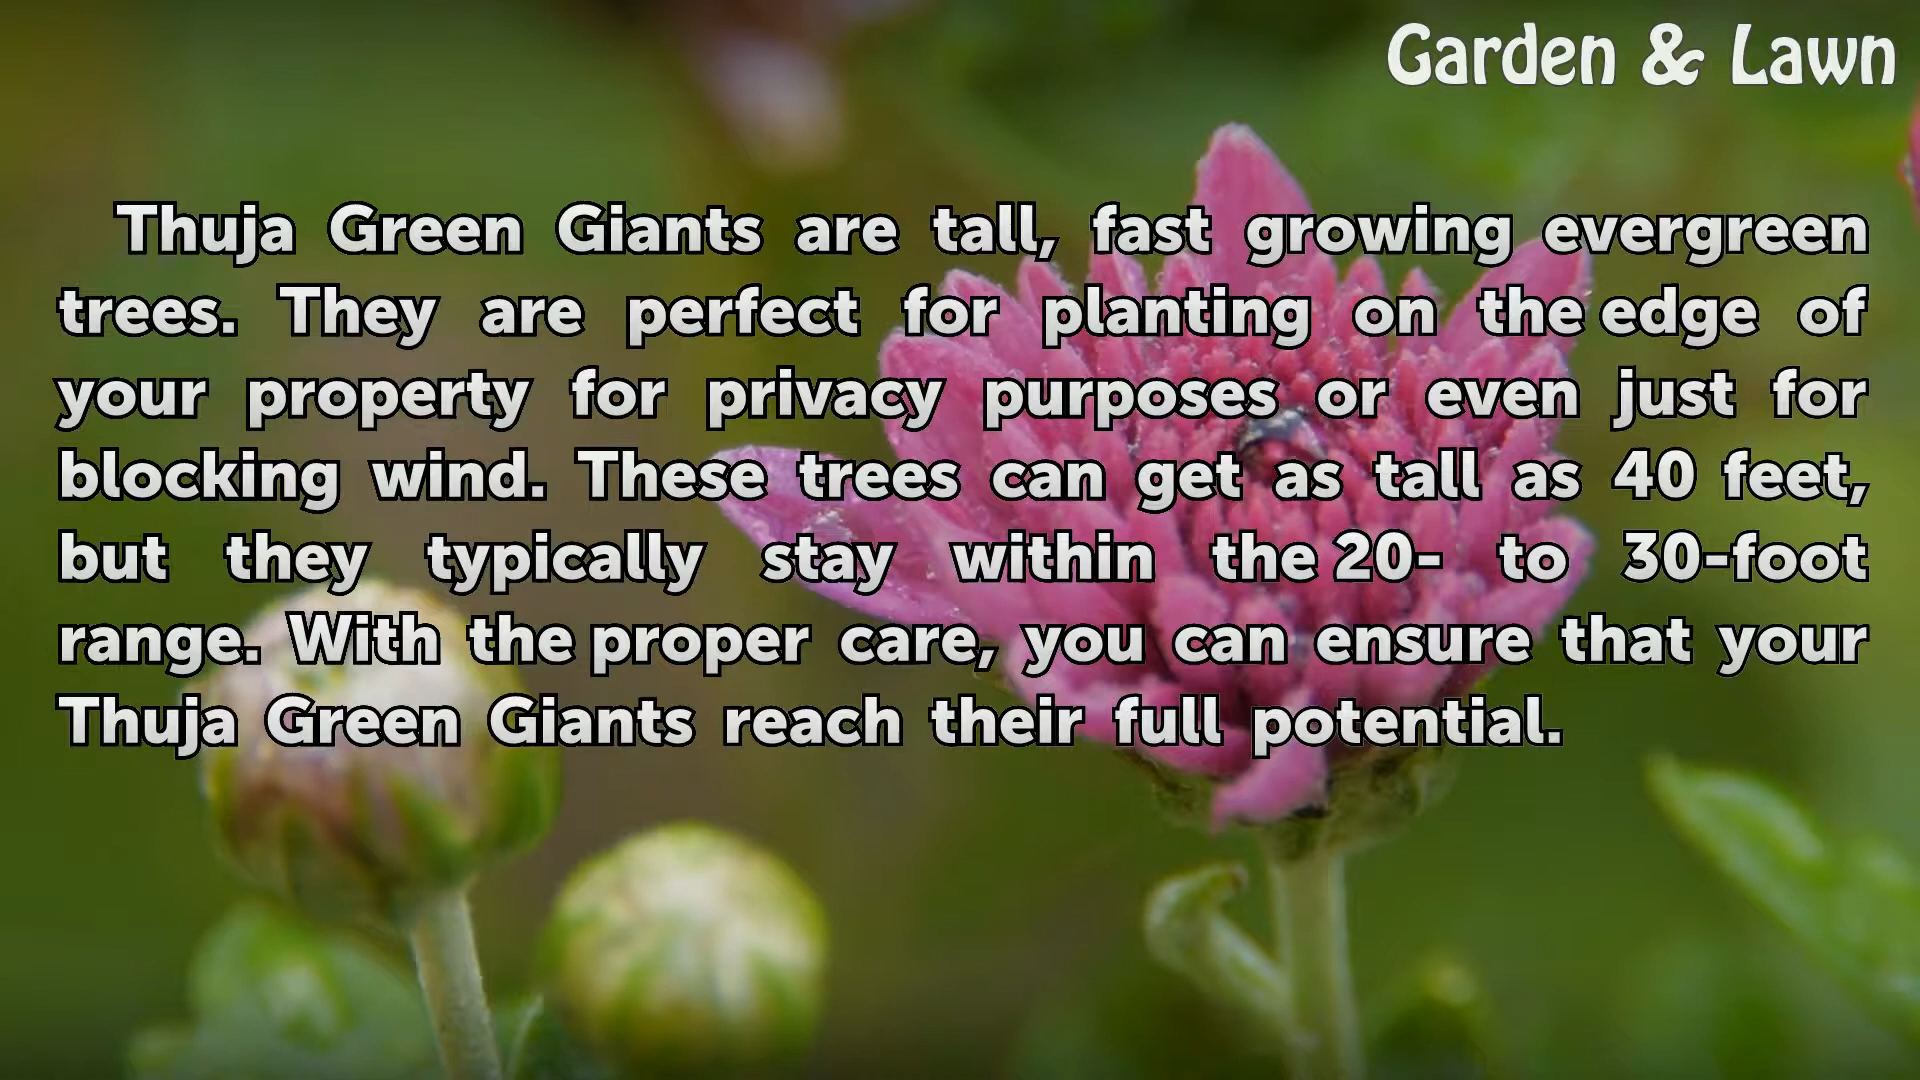 Garden & Lawn
Thuja Green Giants are tall, fast growing evergreen
trees. They are perfect for planting on the edge of
your property for privacy purposes or even just for
blocking wind. These trees can get as tall as 40 feet,
but they typically stay within the 20- to 30-foot
range. With the proper care, you can ensure that your
Thuja Green Giants reach their full potential.